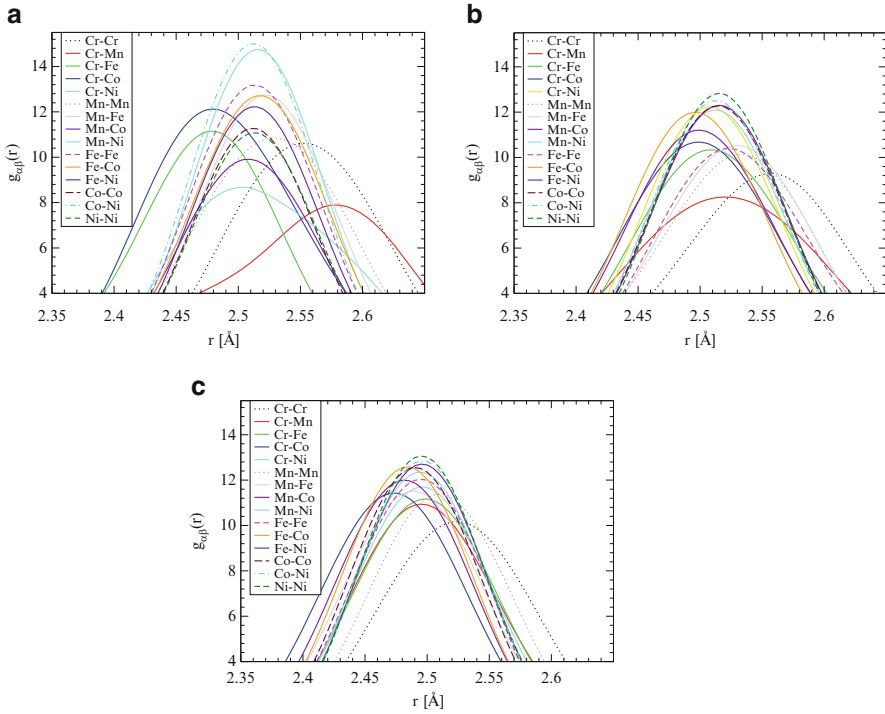 a
15 tick labels: 14
12
10
8
6
4
gαβ(r)
Cr-Cr
Cr-Mn
Cr-Fe
Cr-Co
Cr-Ni
Mn-Mn
Mn-Fe
Mn-Co
Mn-Ni
Fe-Fe
Fe-Co
Fe-Ni
Co-Co
Co-Ni
Ni-Ni
2.35 2.4 2.45 2.5 2.55 2.6
r [Å]
b
14
12
10
8
6
4
gαβ(r)
Cr-Cr
Cr-Mn
Cr-Fe
Cr-Co
Cr-Ni
Mn-Mn
Mn-Fe
Mn-Co
Mn-Ni
Fe-Fe
Fe-Co
Fe-Ni
Co-Co
Co-Ni
Ni-Ni
2.35 2.4 2.45 2.5 2.55 2.6
r [Å]
c
14
12
10
8
6
4
gαβ(r)
Cr-Cr
Cr-Mn
Cr-Fe
Cr-Co
Cr-Ni
Mn-Mn
Mn-Fe
Mn-Co
Mn-Ni
Fe-Fe
Fe-Co
Fe-Ni
Co-Co
Co-Ni
Ni-Ni
2.35 2.4 2.45 2.5 2.55 2.6
r [Å]